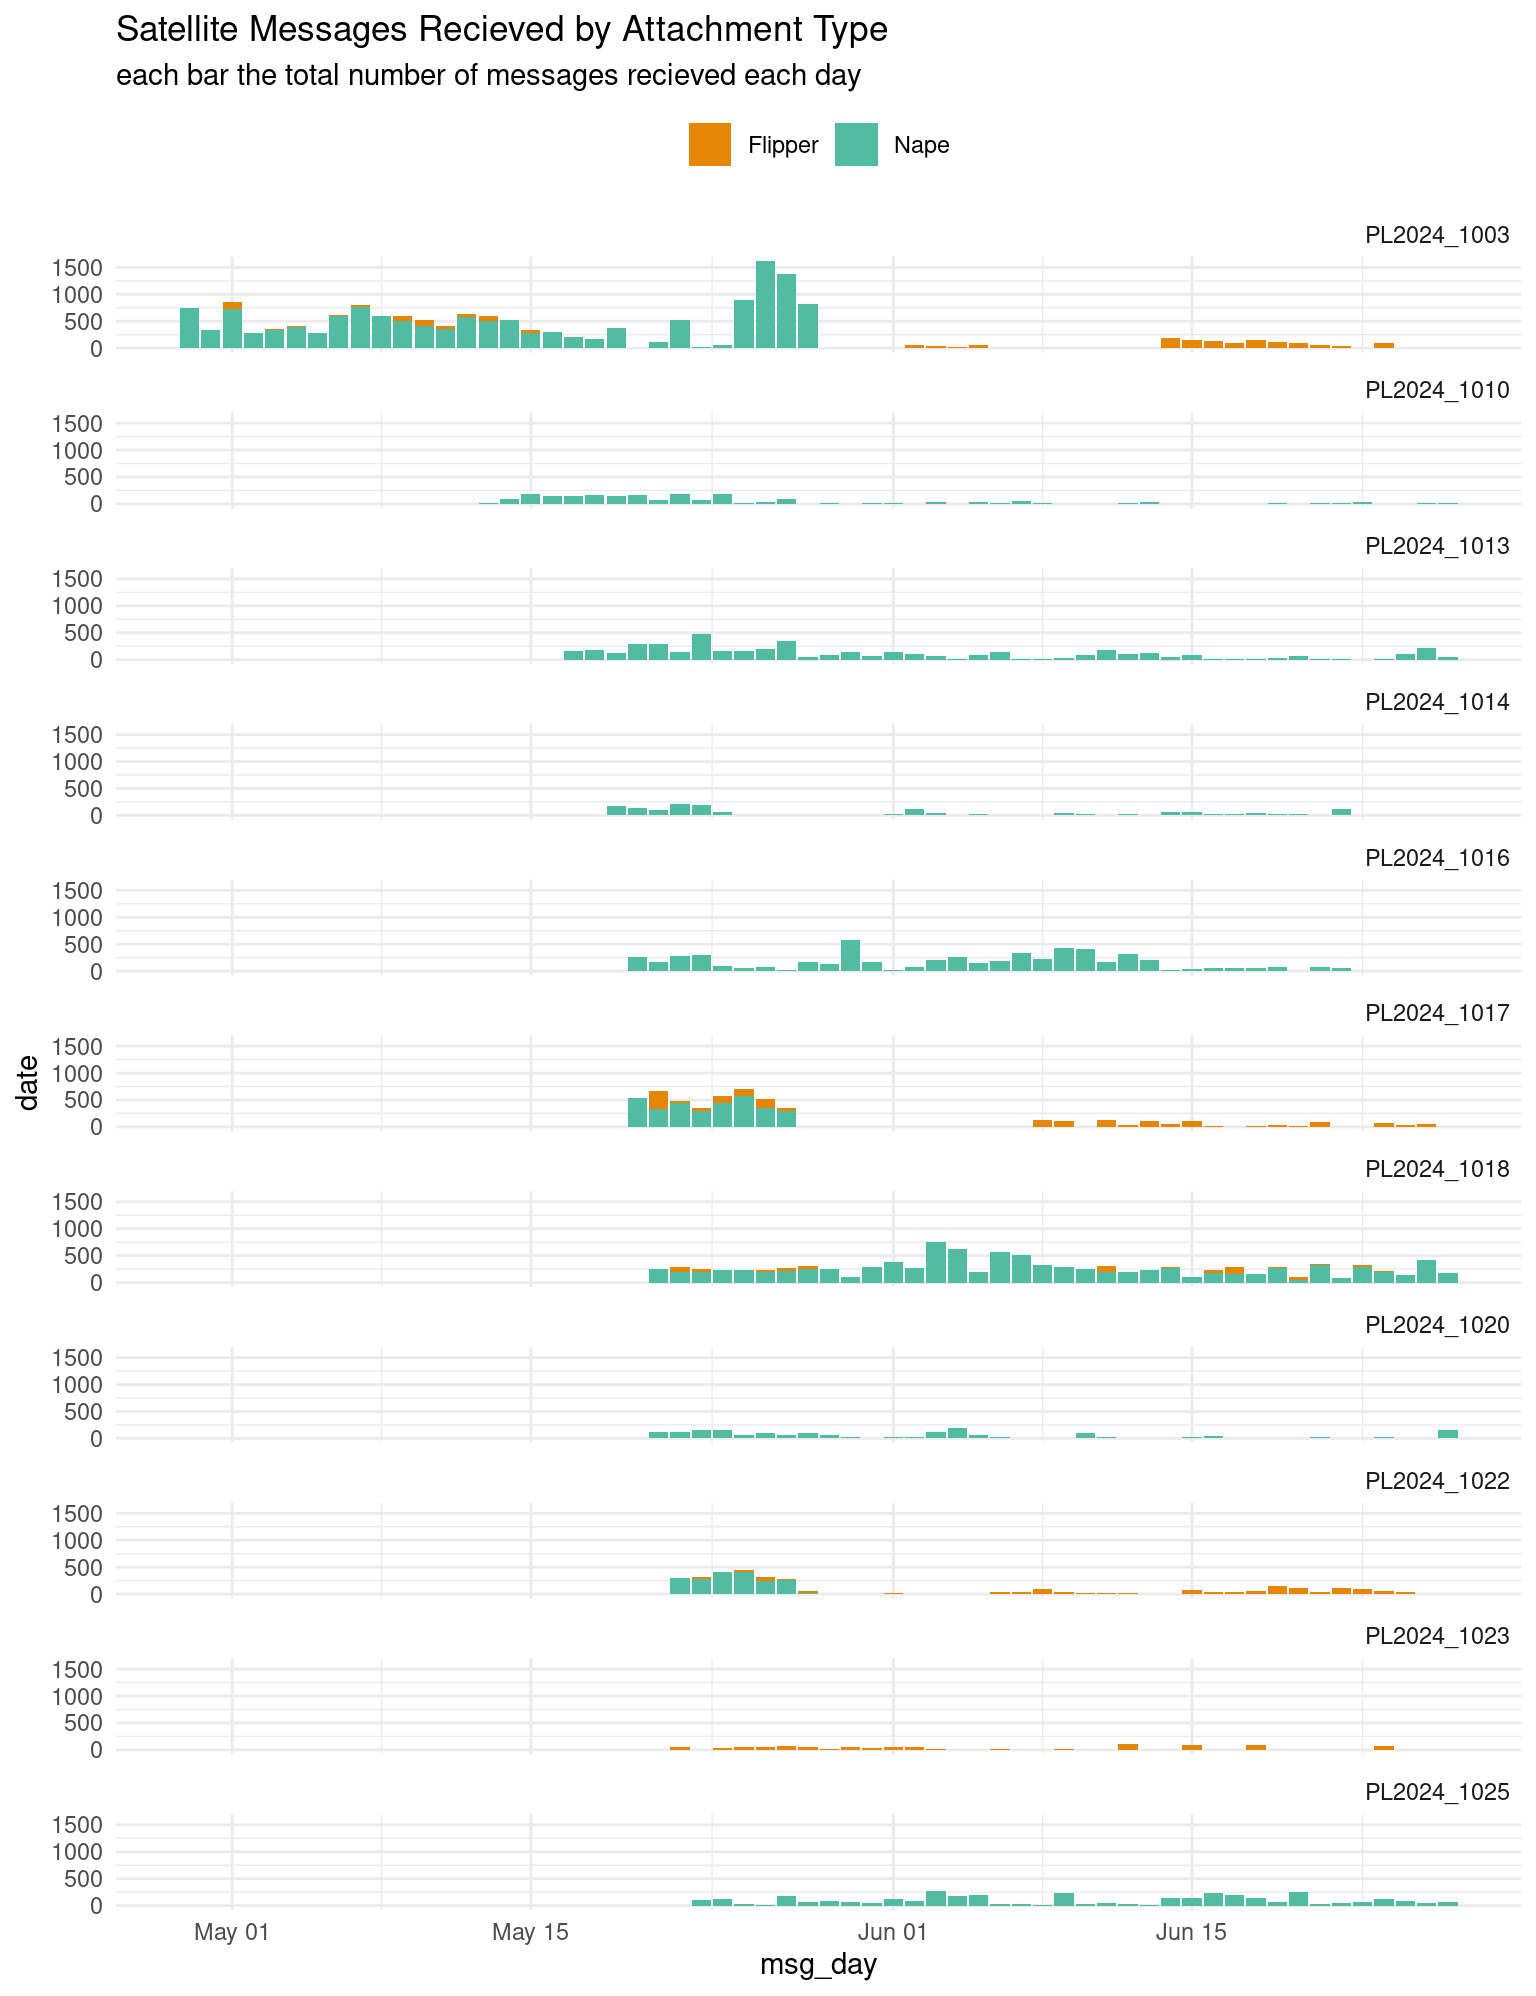 Satellite Messages Recieved by Attachment Type
each bar the total number of messages recieved each day
Flipper Nape
PL2024_1003
1500
1000
500
0
PL2024_1010
1500
1000
500
0
PL2024_1013
1500
1000
500
0
PL2024_1014
1500
1000
500
0
PL2024_1016
1500
1000
500
0
PL2024_1017
1500
1000
500
0
date
PL2024_1018
1500
1000
500
0
PL2024_1020
1500
1000
500
0
PL2024_1022
1500
1000
500
0
PL2024_1023
1500
1000
500
0
PL2024_1025
1500
1000
500
0
May 01 May 15 Jun 01 Jun 15
msg_day